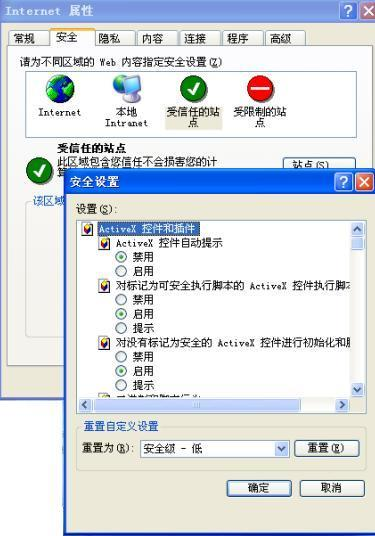 Internet 属性
常规 安全 隐私 内容 连接 程序 高级
请为不同区域的 Web 内容指定安全设置(Z)
Internet 本地 Intranet 受信任的站点 受限制的站点
受信任的站点
此区域包含您信任不会损害您的计
站点(S)...
该区域
安全设置
设置(S):
ActiveX 控件和插件
ActiveX 控件自动提示
禁用
启用
对标记为可安全执行脚本的 ActiveX 控件执行脚本
禁用
启用
提示
对没有标记为安全的 ActiveX 控件进行初始化和
禁用
启用
提示
重置自定义设置
重置为(R): 安全级 - 低 重置(E)
确定 取消